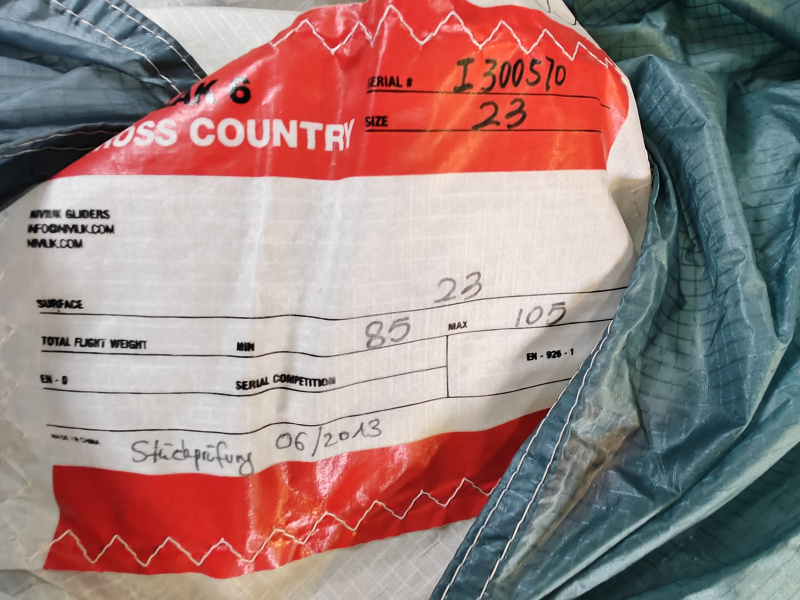 6
COUNTRY
SERIAL # I300570
SIZE 23
NIVIUK GLIDERS
INFO@NIVIUK.COM
NIVIUK.COM
SURFACE 23
TOTAL FLIGHT WEIGHT MIN 85 MAX 105
EN - D SERIAL COMPETITION EN - 926 - 1
MADE IN CHINA
Stückprüfung 06/2013